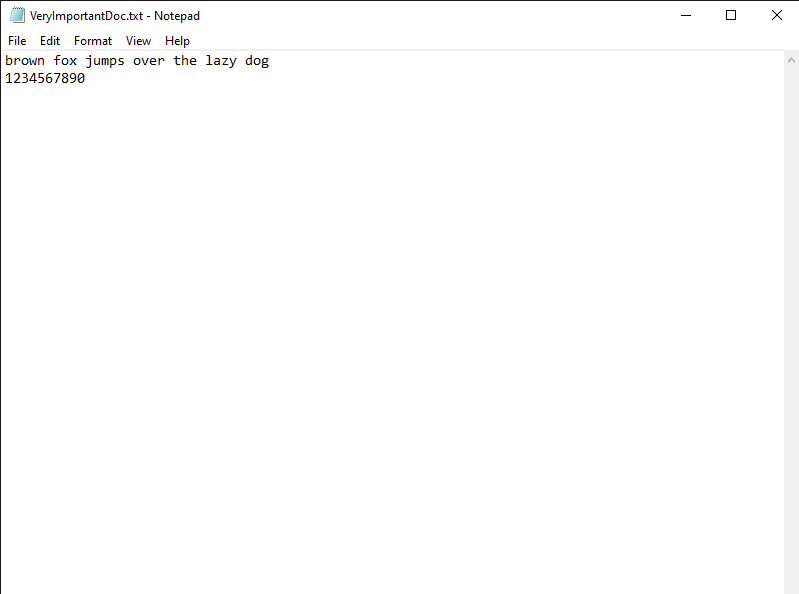 VeryImportantDoc.txt - Notepad
File Edit Format View Help
brown fox jumps over the lazy dog
1234567890